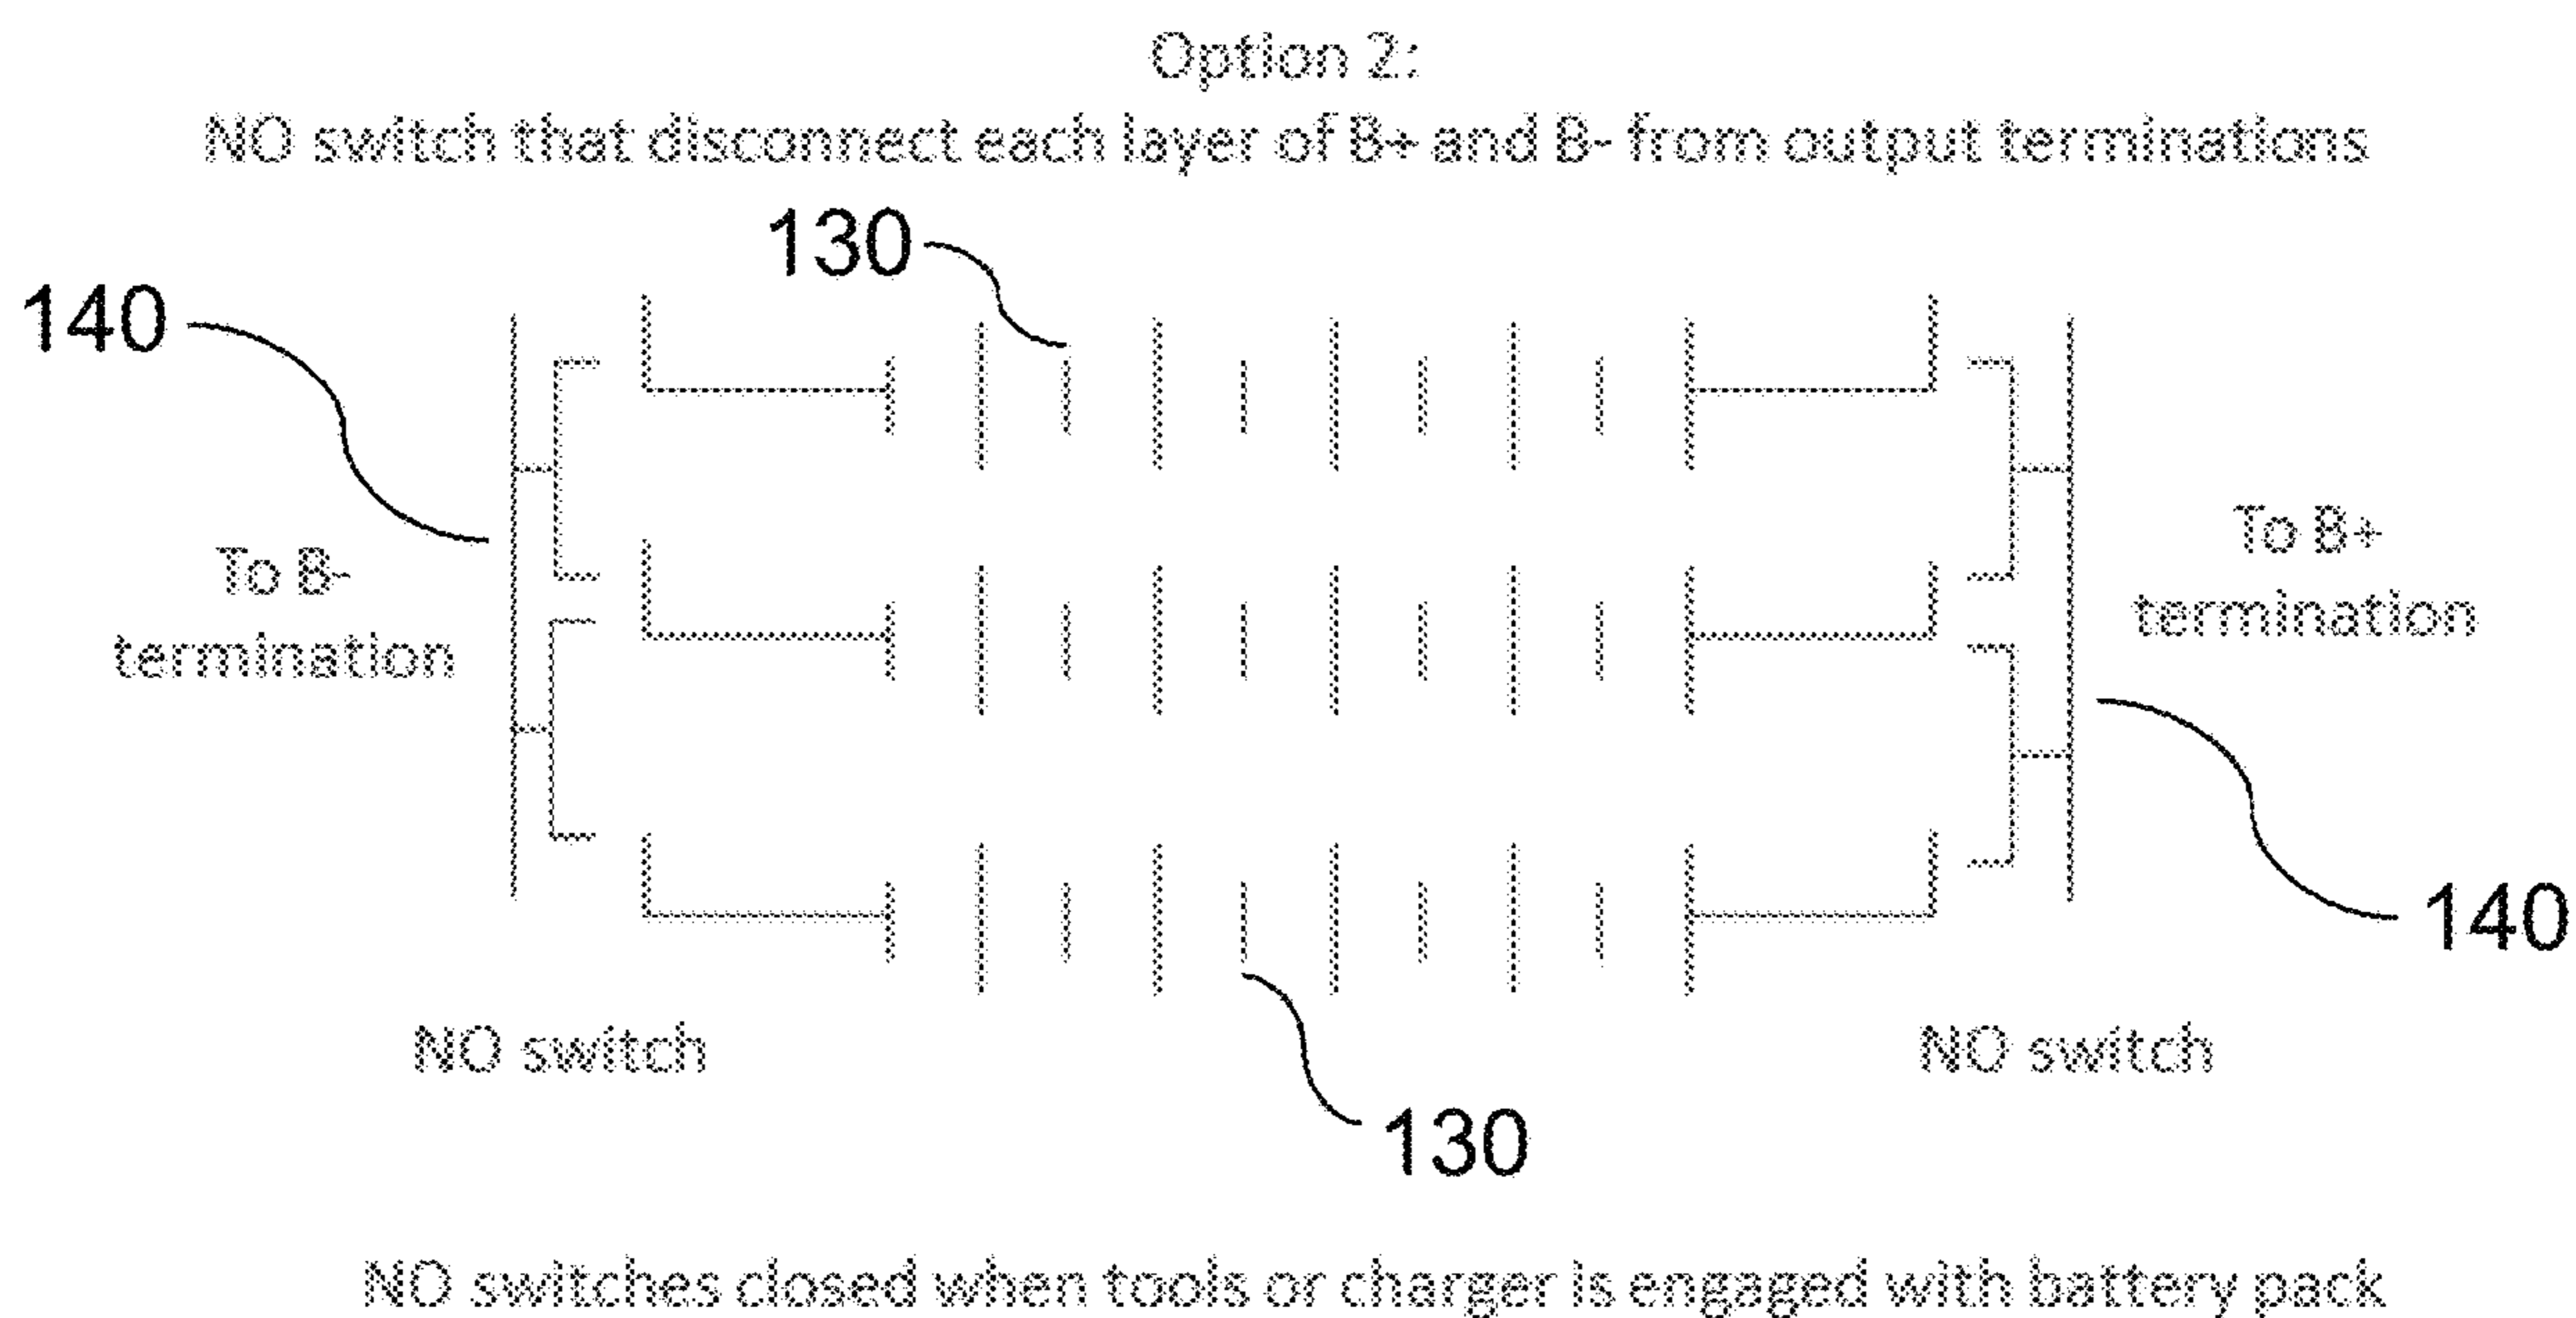 Option 2:
NO switch that disconnect each layer of B+ and B- from output terminations
130
140
To B-
termination
To B+
termination
140
NO switch
NO switch
130
NO switches closed when tools or charger is engaged with battery pack